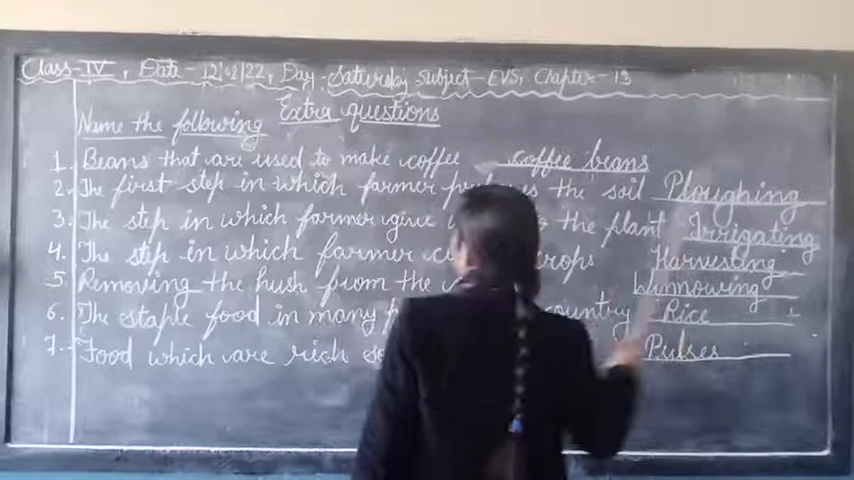 Class-IV, Date-12/02/22, Day-Saturday Subject-EVS, Chapter-19
Extra questions
Name the following
1. Beans that are used to make coffee coffee beans
2. The first step in which farmer the soil Ploughing
3. The step in which farmer give the plant Irrigating
4. The step in which farmer crops Harvesting
5. Removing the husk from the Winnowing
6. The staple food in many country Rice
7. Food which are rich Pulses